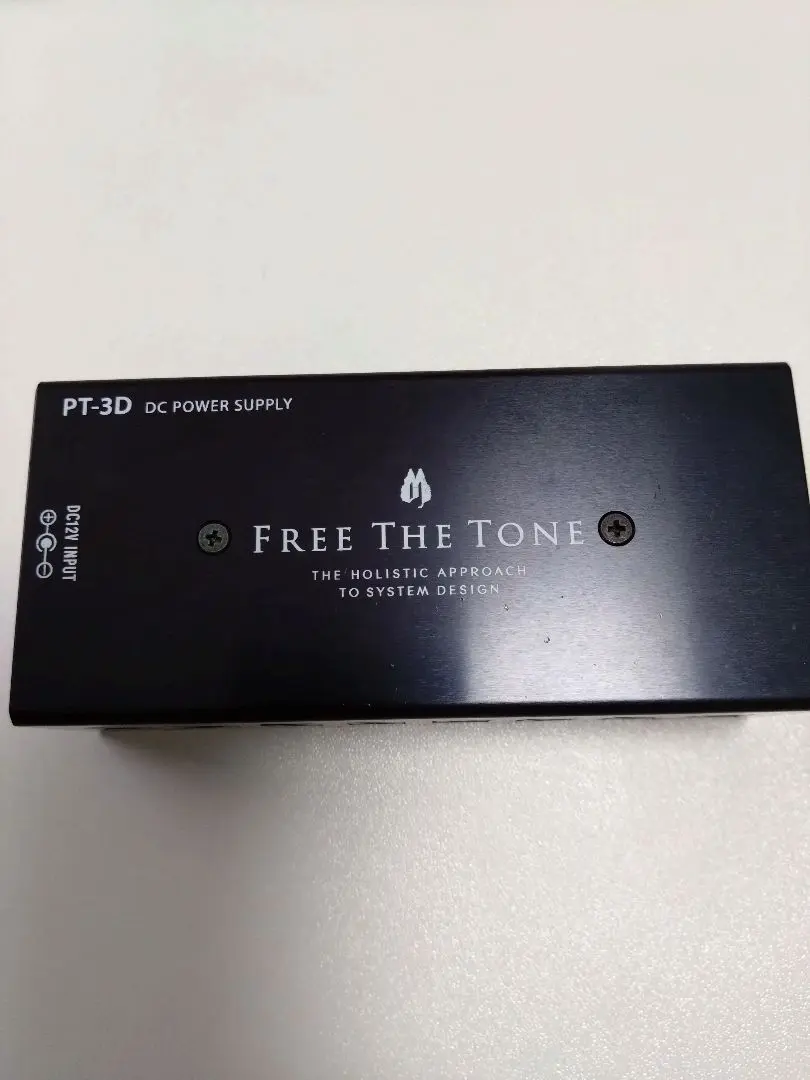 PT-3D DC POWER SUPPLY
DC12V INPUT
FREE THE TONE
THE HOLISTIC APPROACH
TO SYSTEM DESIGN